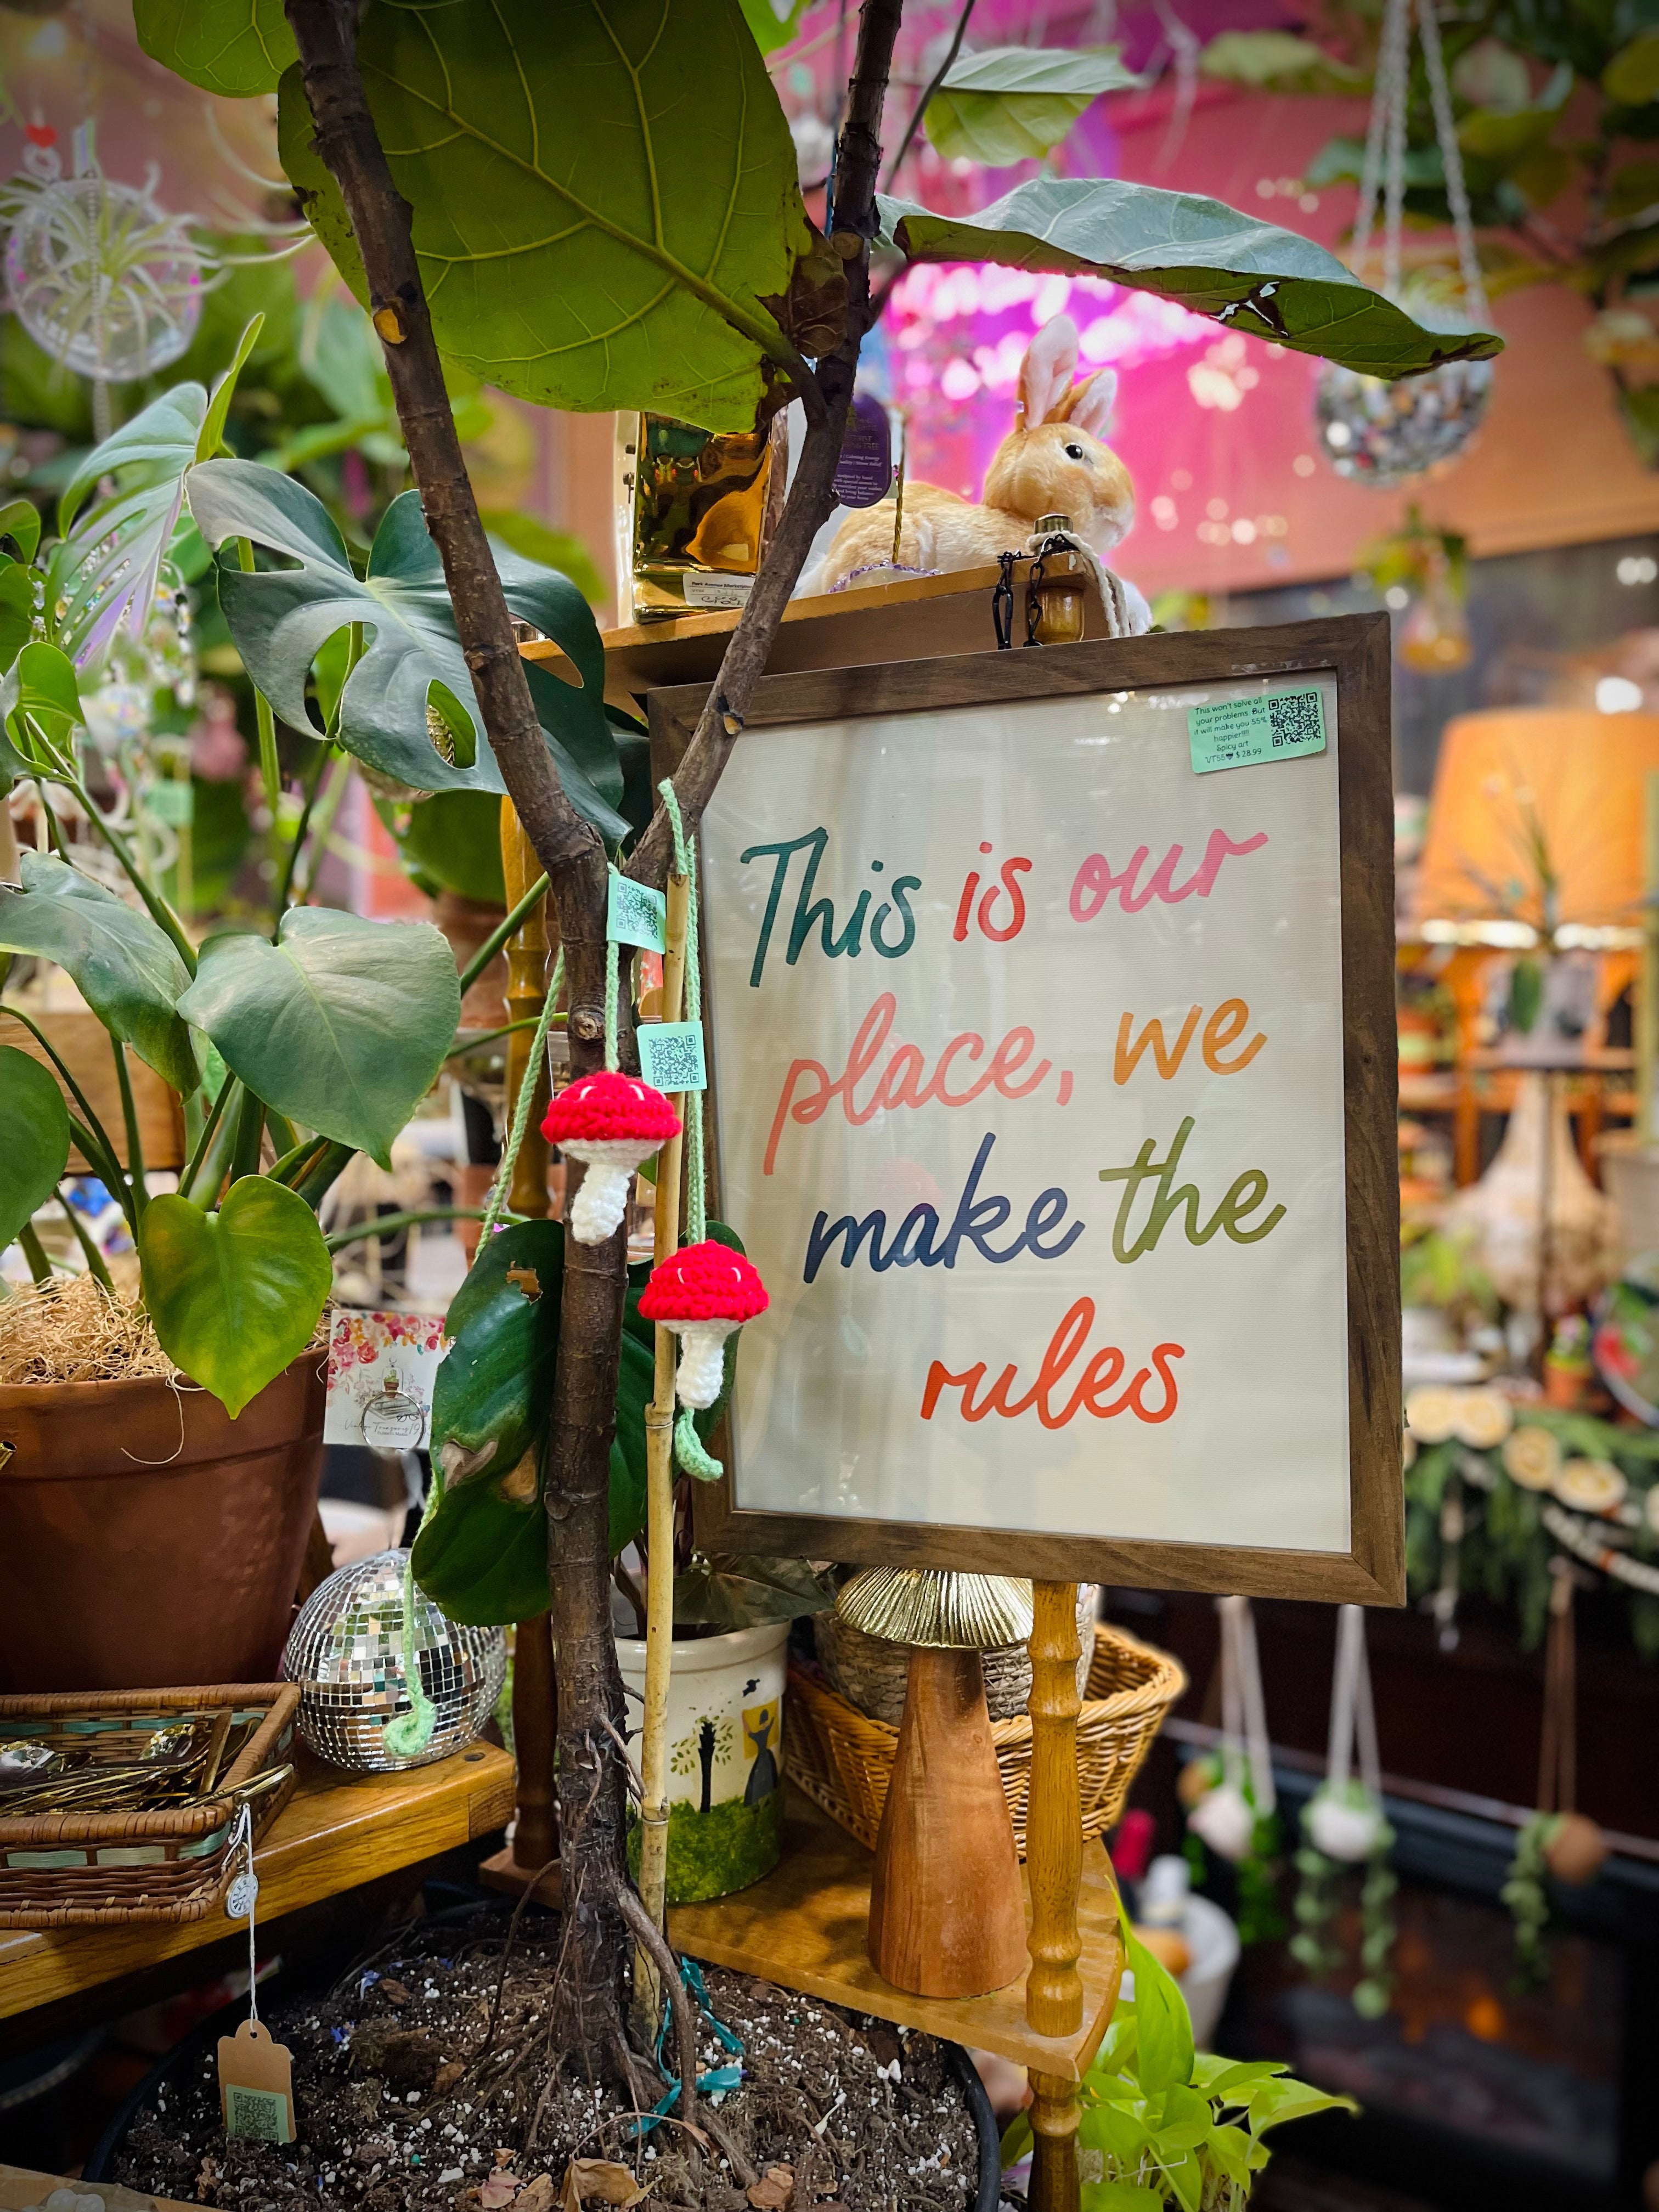 This won't solve all
your problems. But
it will make you 55%
happier!!!!
Spicy art
$28.99
This is our
place, we
make the
rules